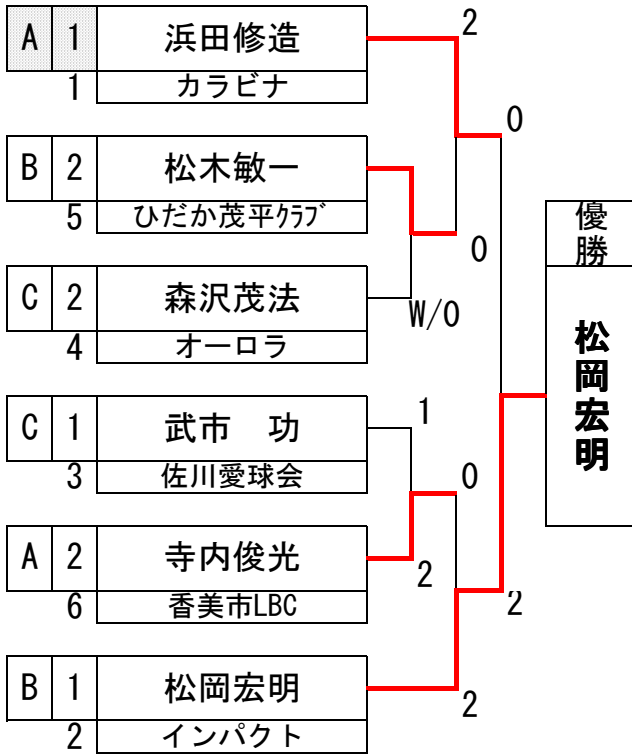 A 1 浜田修造 2
1 カラビナ
0
B 2 松木敏一
5 ひだか茂平ｸﾗﾌﾞ
0
C 2 森沢茂法 W/0
4 オーロラ
C 1 武市　功 1
3 佐川愛球会
0
A 2 寺内俊光 2
6 香美市LBC
2
B 1 松岡宏明 2
2 インパクト
優勝
松岡宏明